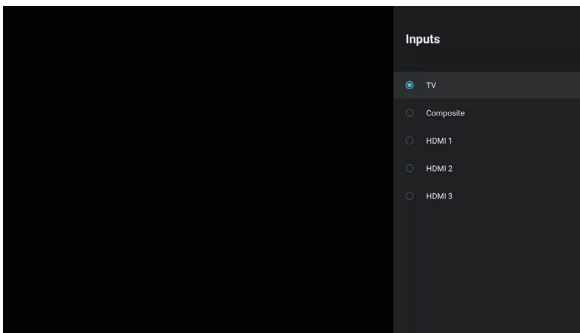 Inputs
TV
Composite
HDMI 1
HDMI 2
HDMI 3